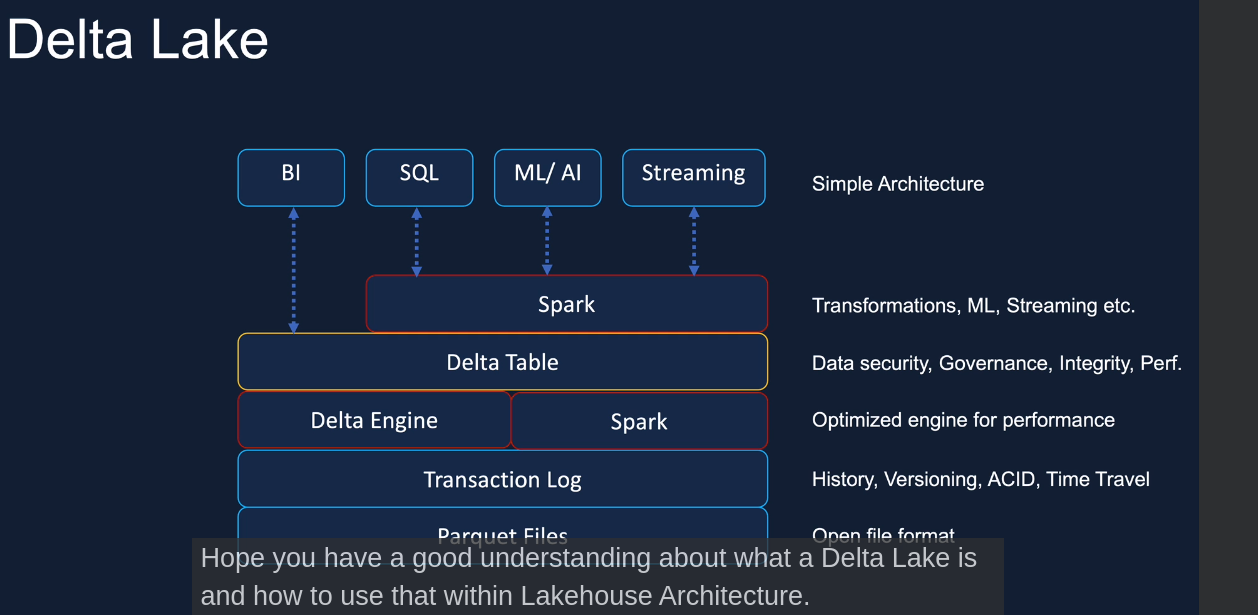 Delta Lake
BI
SQL
ML/ AI
Streaming
Simple Architecture
Spark
Transformations, ML, Streaming etc.
Delta Table
Data security, Governance, Integrity, Perf.
Delta Engine
Spark
Optimized engine for performance
Transaction Log
History, Versioning, ACID, Time Travel
Parquet Files
Open file format
Hope you have a good understanding about what a Delta Lake is
and how to use that within Lakehouse Architecture.